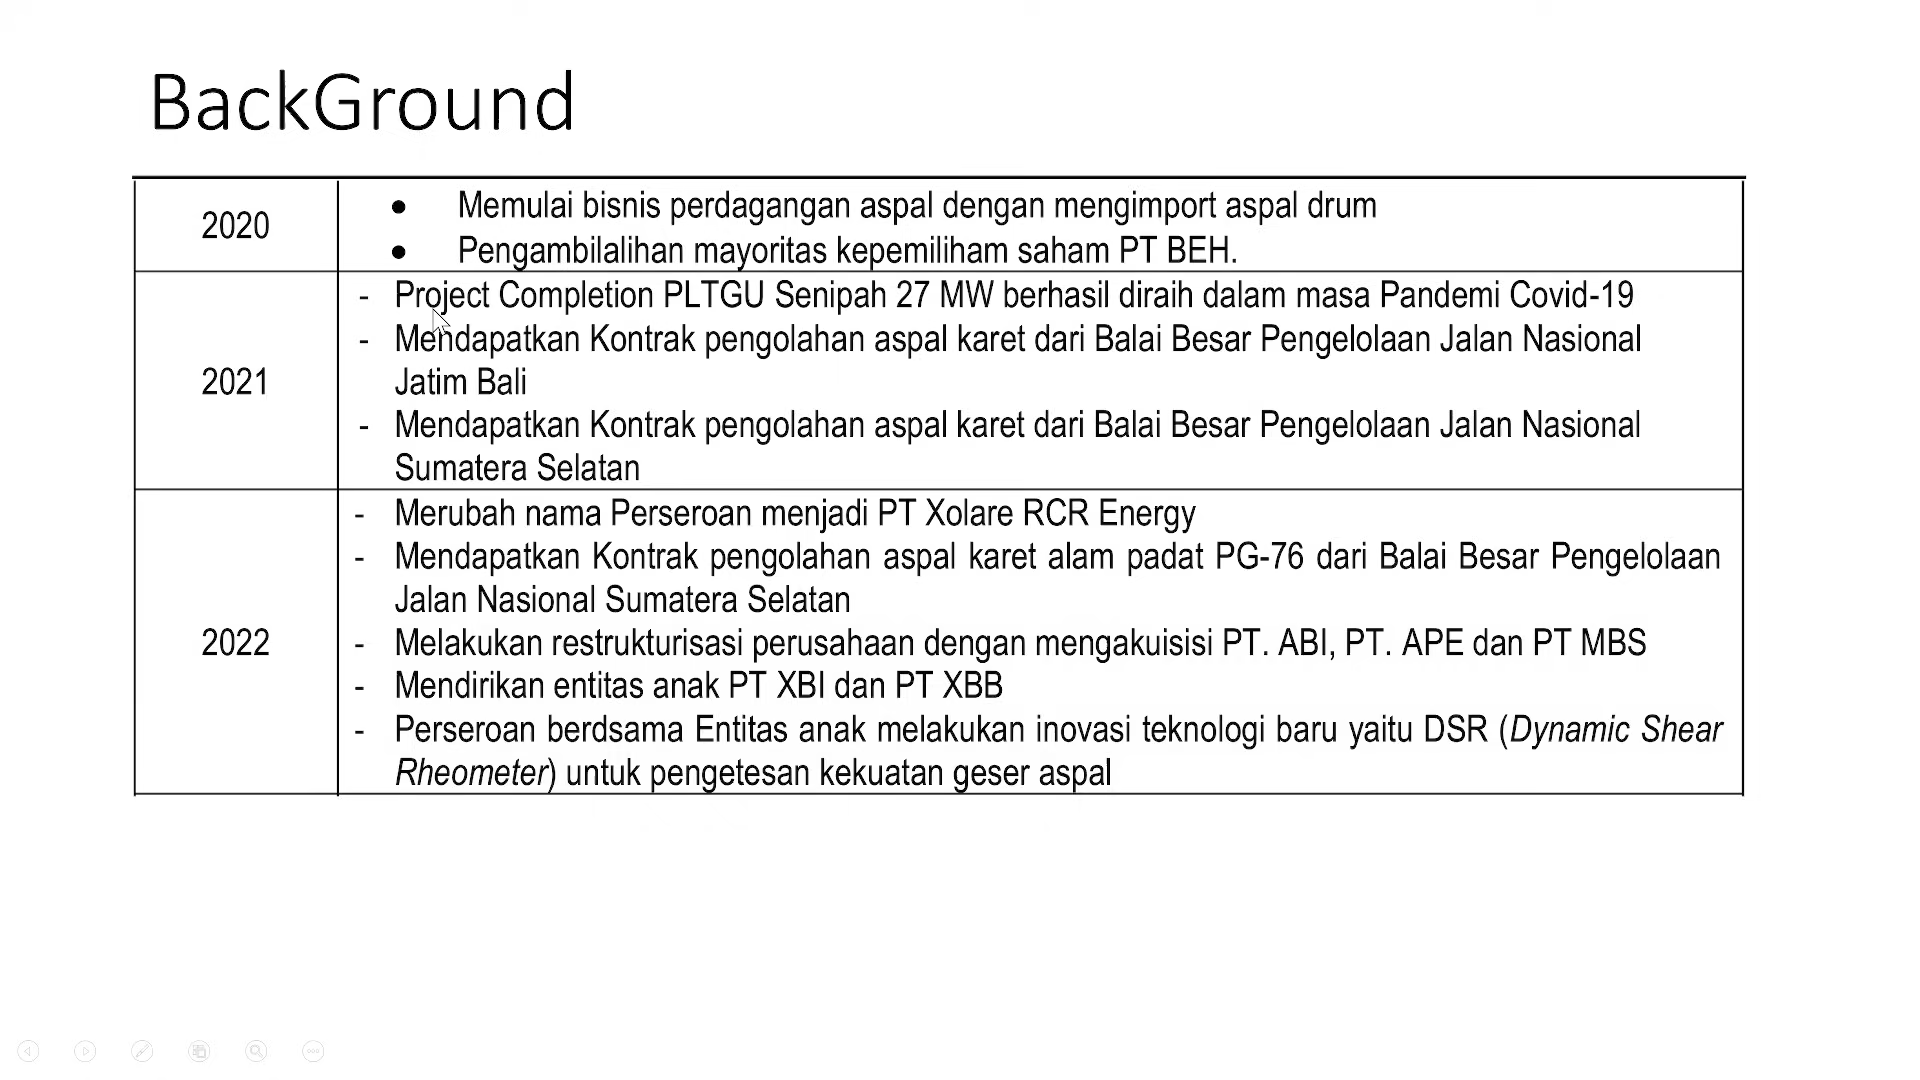 BackGround
2020
• Memulai bisnis perdagangan aspal dengan mengimport aspal drum
• Pengambilalihan mayoritas kepemiliham saham PT BEH.
2021
- Project Completion PLTGU Senipah 27 MW berhasil diraih dalam masa Pandemi Covid-19
- Mendapatkan Kontrak pengolahan aspal karet dari Balai Besar Pengelolaan Jalan Nasional
Jatim Bali
- Mendapatkan Kontrak pengolahan aspal karet dari Balai Besar Pengelolaan Jalan Nasional
Sumatera Selatan
2022
- Merubah nama Perseroan menjadi PT Xolare RCR Energy
- Mendapatkan Kontrak pengolahan aspal karet alam padat PG-76 dari Balai Besar Pengelolaan
Jalan Nasional Sumatera Selatan
- Melakukan restrukturisasi perusahaan dengan mengakuisisi PT. ABI, PT. APE dan PT MBS
- Mendirikan entitas anak PT XBI dan PT XBB
- Perseroan berdsama Entitas anak melakukan inovasi teknologi baru yaitu DSR (Dynamic Shear
Rheometer) untuk pengetesan kekuatan geser aspal